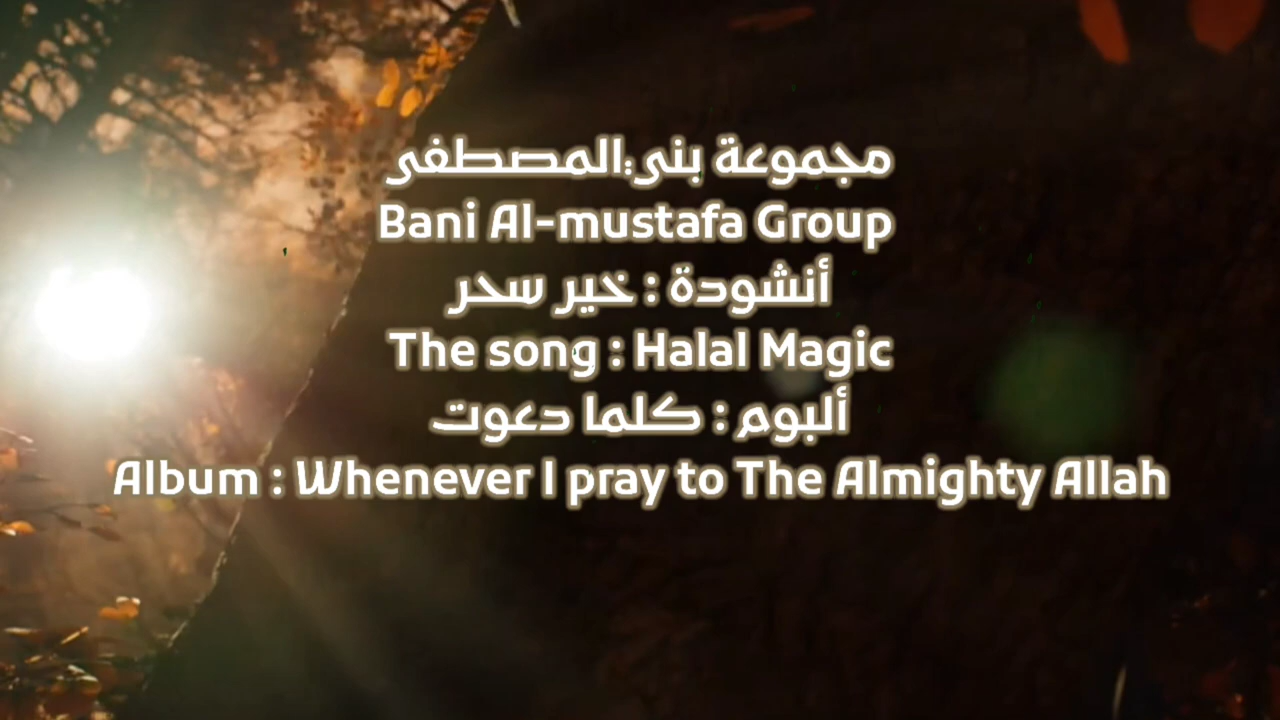 مجموعة بنى المصطفى
Bani Al-mustafa Group
أنشودة : خير سحر
The song : Halal Magic
ألبوم : كلما دعوت
Album : Whenever I pray to The Almighty Allah